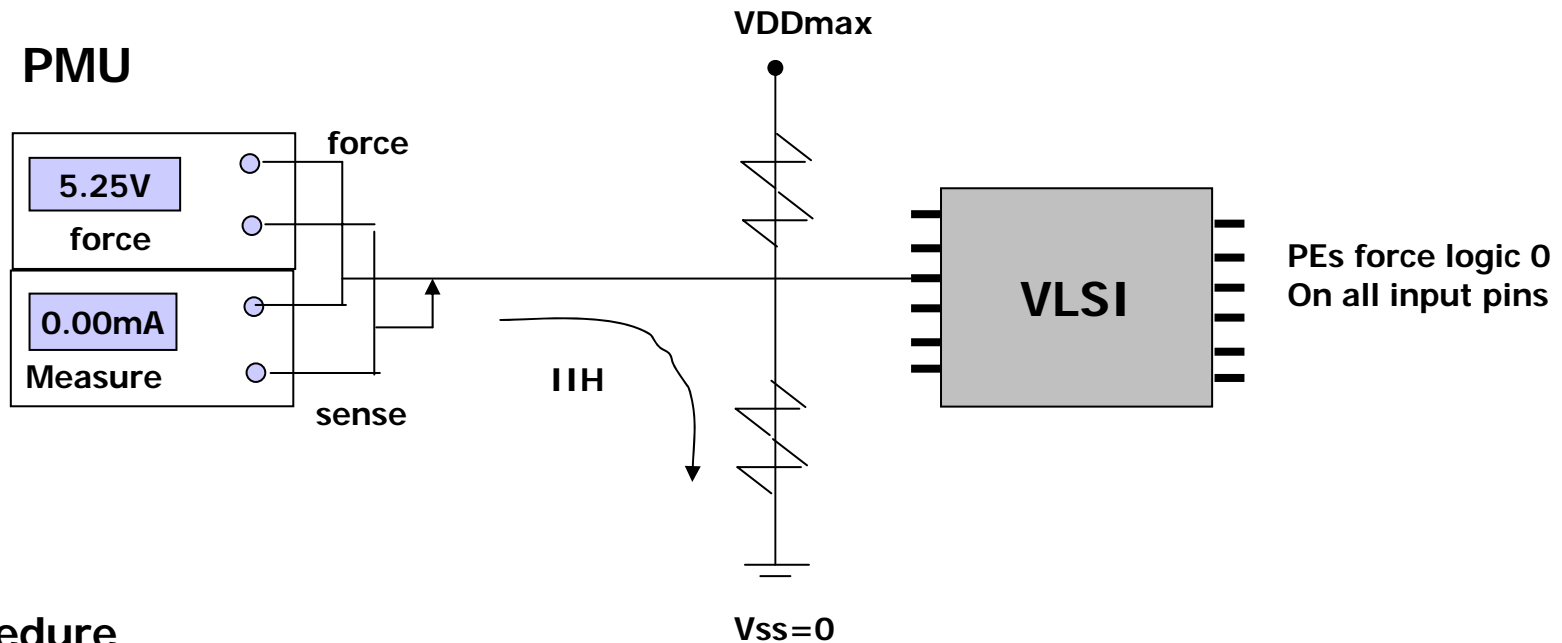 VDDmax
PMU
force
5.25V
force
0.00mA
Measure
sense
IIH
VLSI
PEs force logic 0
On all input pins
Vss=0